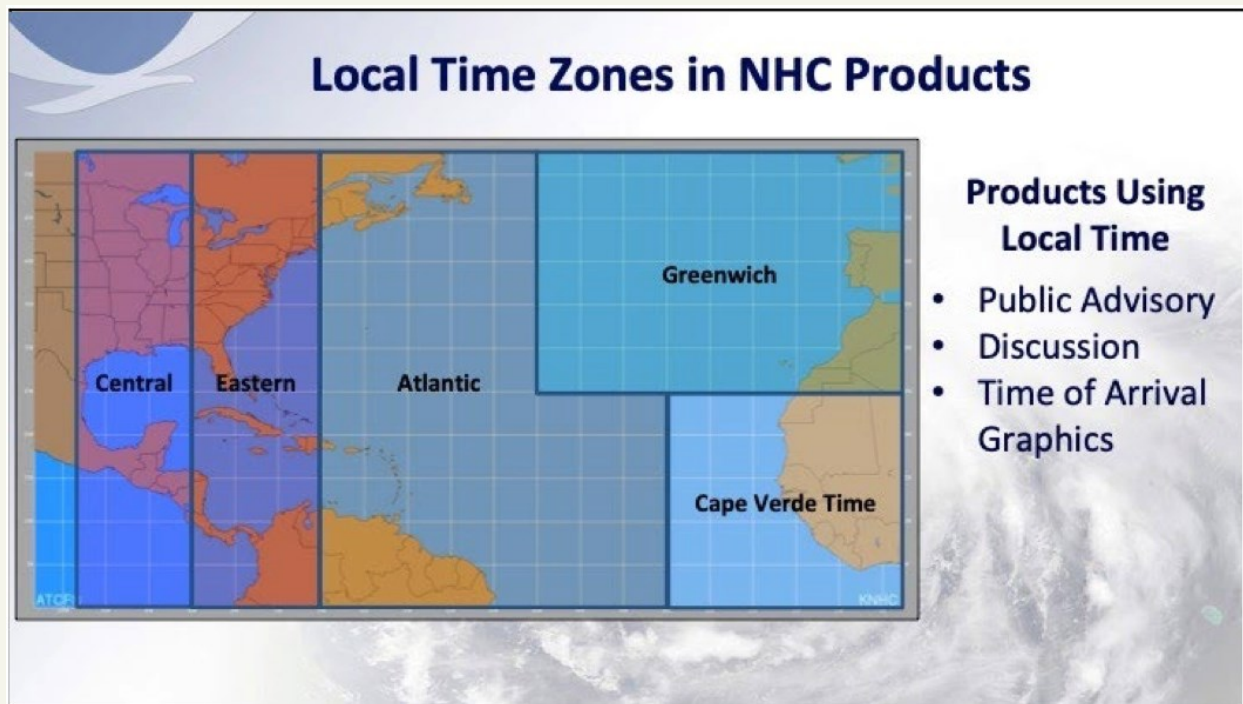 Local Time Zones in NHC Products
Greenwich
Central
Eastern
Atlantic
Cape Verde Time
KNHC
Products Using
Local Time
• Public Advisory
• Discussion
• Time of Arrival
Graphics